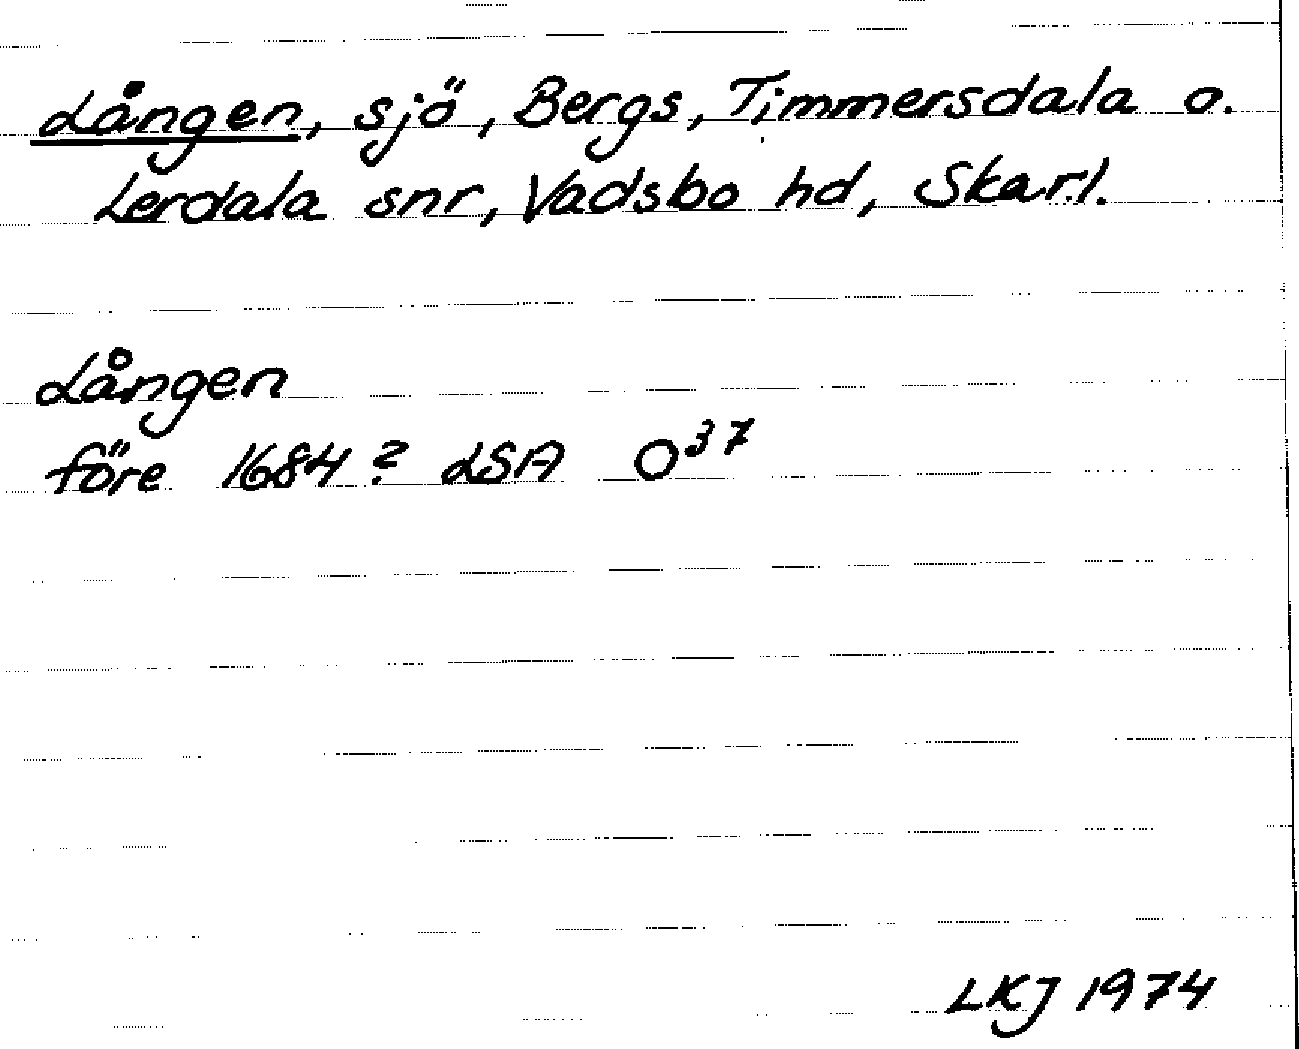 Lången, sjö, Bergs, Timmersdala o.
Lerdala snr, Vadsbo hd, Skarl.
Lången
före 1684? LSA O³⁷
LKJ 1974